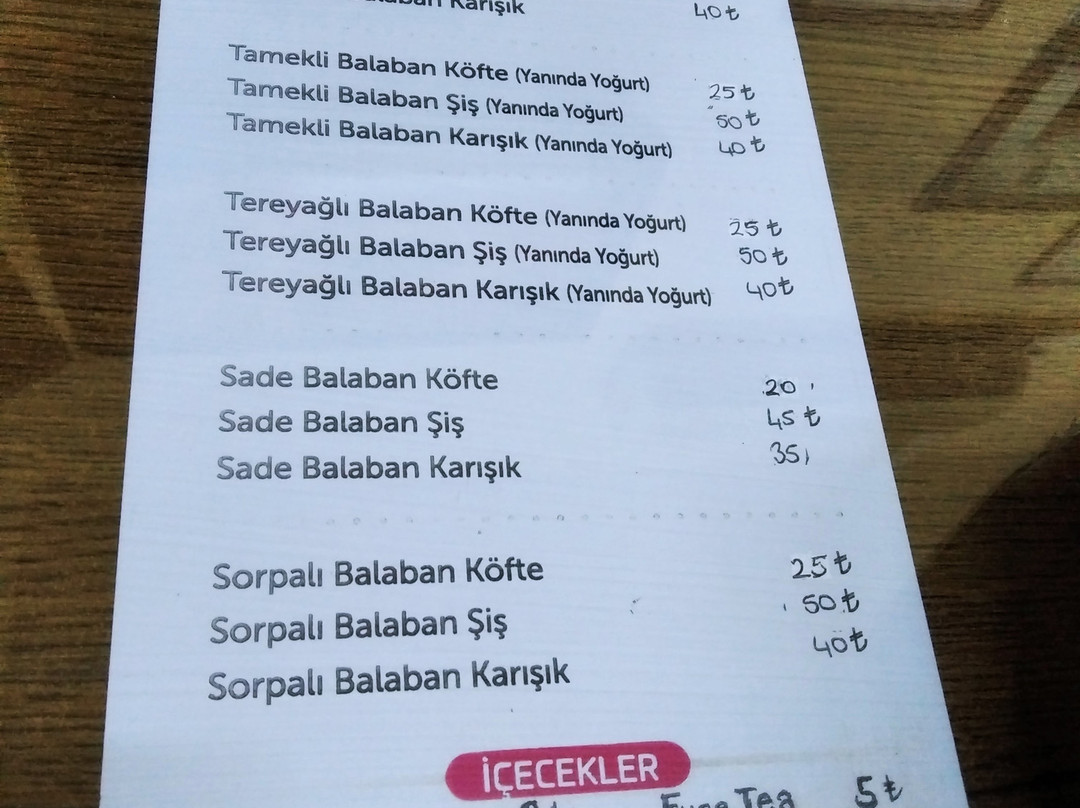 Karışık 40 ₺
Tamekli Balaban Köfte (Yanında Yoğurt) 25 ₺
Tamekli Balaban Şiş (Yanında Yoğurt) 50 ₺
Tamekli Balaban Karışık (Yanında Yoğurt) 40 ₺
Tereyağlı Balaban Köfte (Yanında Yoğurt) 25 ₺
Tereyağlı Balaban Şiş (Yanında Yoğurt) 50 ₺
Tereyağlı Balaban Karışık (Yanında Yoğurt) 40 ₺
Sade Balaban Köfte 20
Sade Balaban Şiş 45 ₺
Sade Balaban Karışık 35
Sorpalı Balaban Köfte 25 ₺
Sorpalı Balaban Şiş 50 ₺
Sorpalı Balaban Karışık 40 ₺
İÇECEKLER
Tea 5 ₺